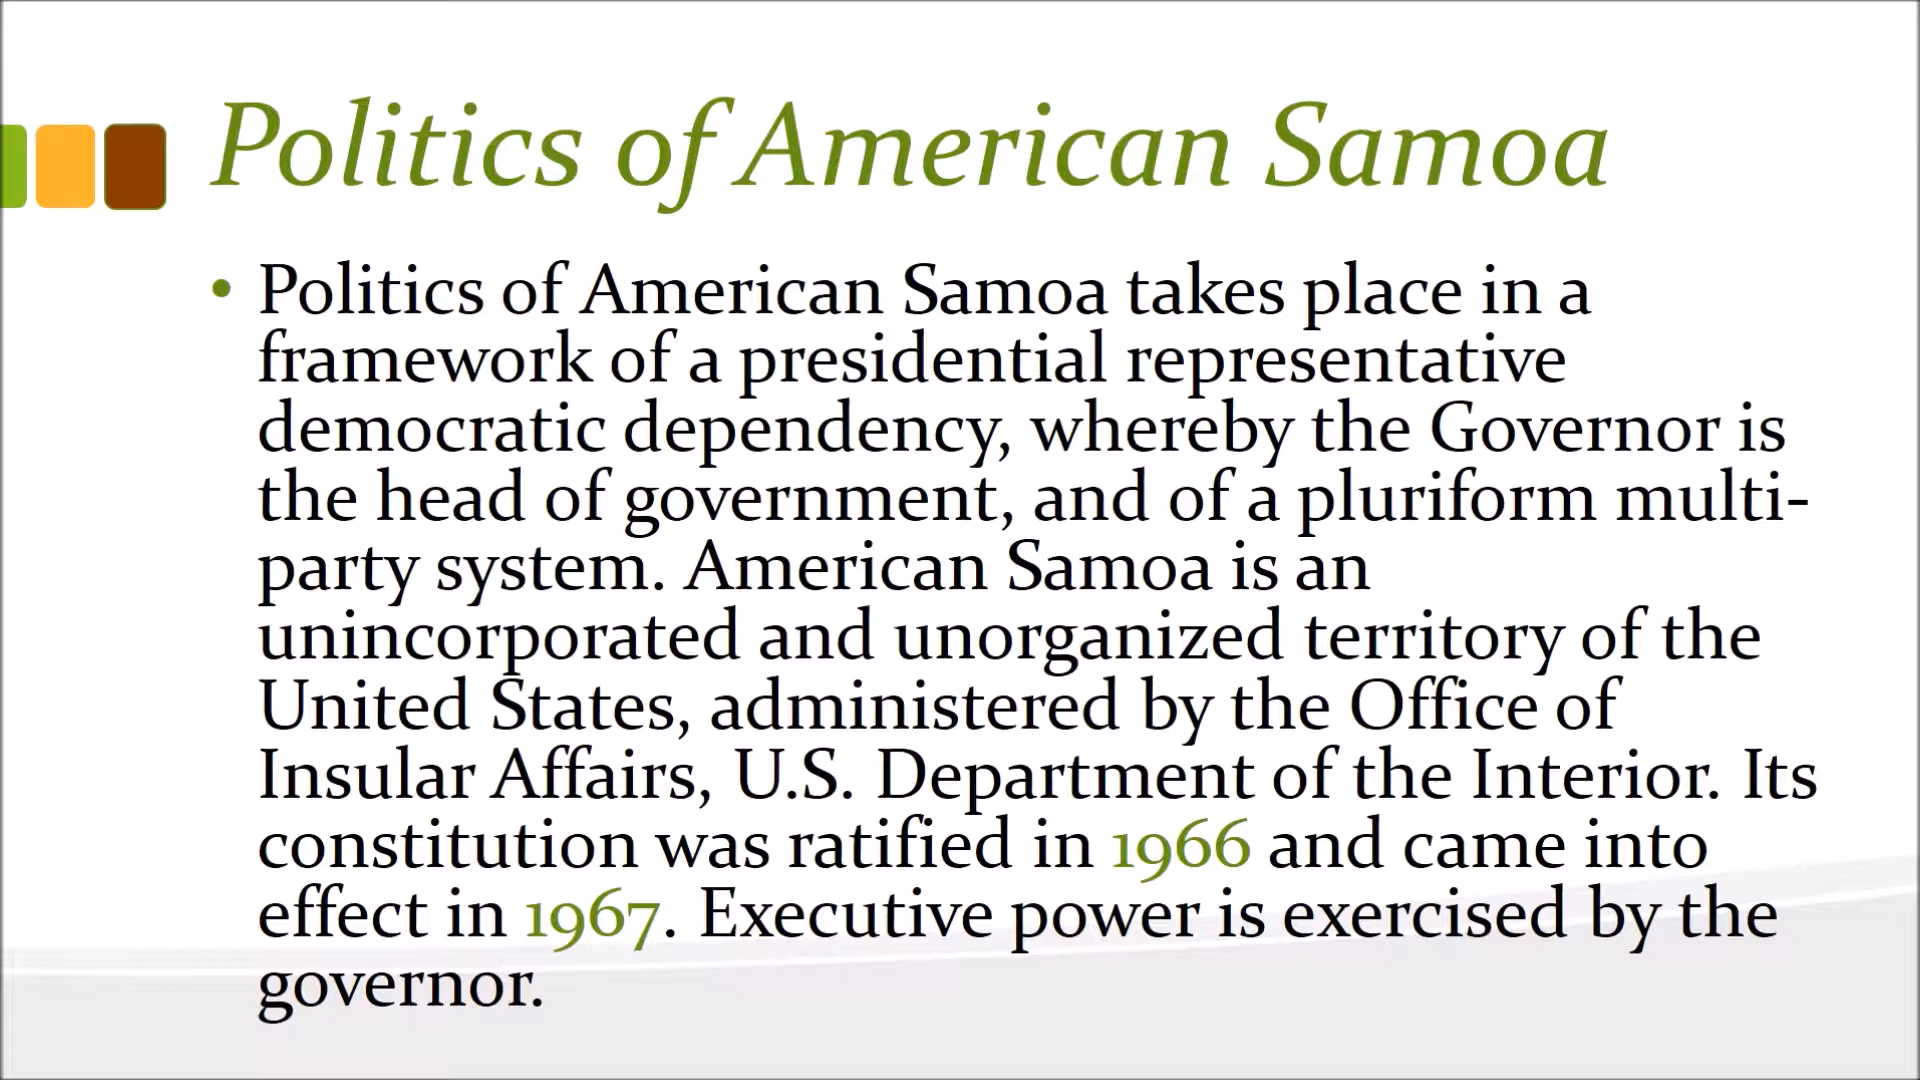 Politics of American Samoa
• Politics of American Samoa takes place in a
framework of a presidential representative
democratic dependency, whereby the Governor is
the head of government, and of a pluriform multi-
party system. American Samoa is an
unincorporated and unorganized territory of the
United States, administered by the Office of
Insular Affairs, U.S. Department of the Interior. Its
constitution was ratified in 1966 and came into
effect in 1967. Executive power is exercised by the
governor.